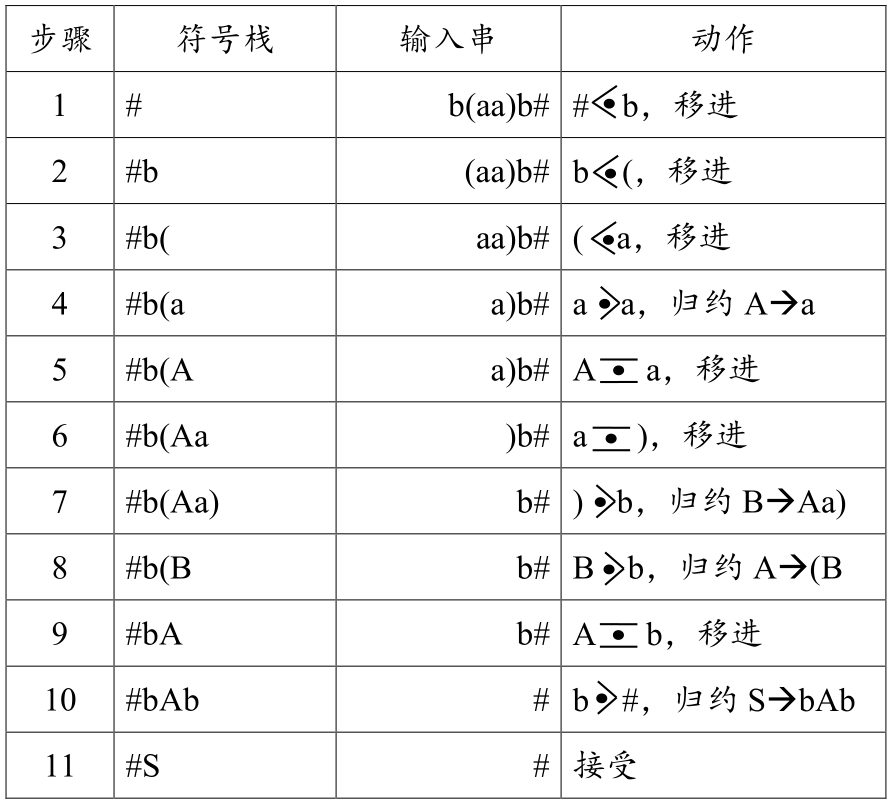 步骤 符号栈 输入串 动作
1 # b(aa)b# #⋖b，移进
2 #b (aa)b# b⋖(，移进
3 #b( aa)b# (⋖a，移进
4 #b(a a)b# a⋗a，归约 A→a
5 #b(A a)b# A≐a，移进
6 #b(Aa )b# a≐)，移进
7 #b(Aa) b# )⋗b，归约 B→Aa)
8 #b(B b# B⋗b，归约 A→(B
9 #bA b# A≐b，移进
10 #bAb # b⋗#，归约 S→bAb
11 #S # 接受